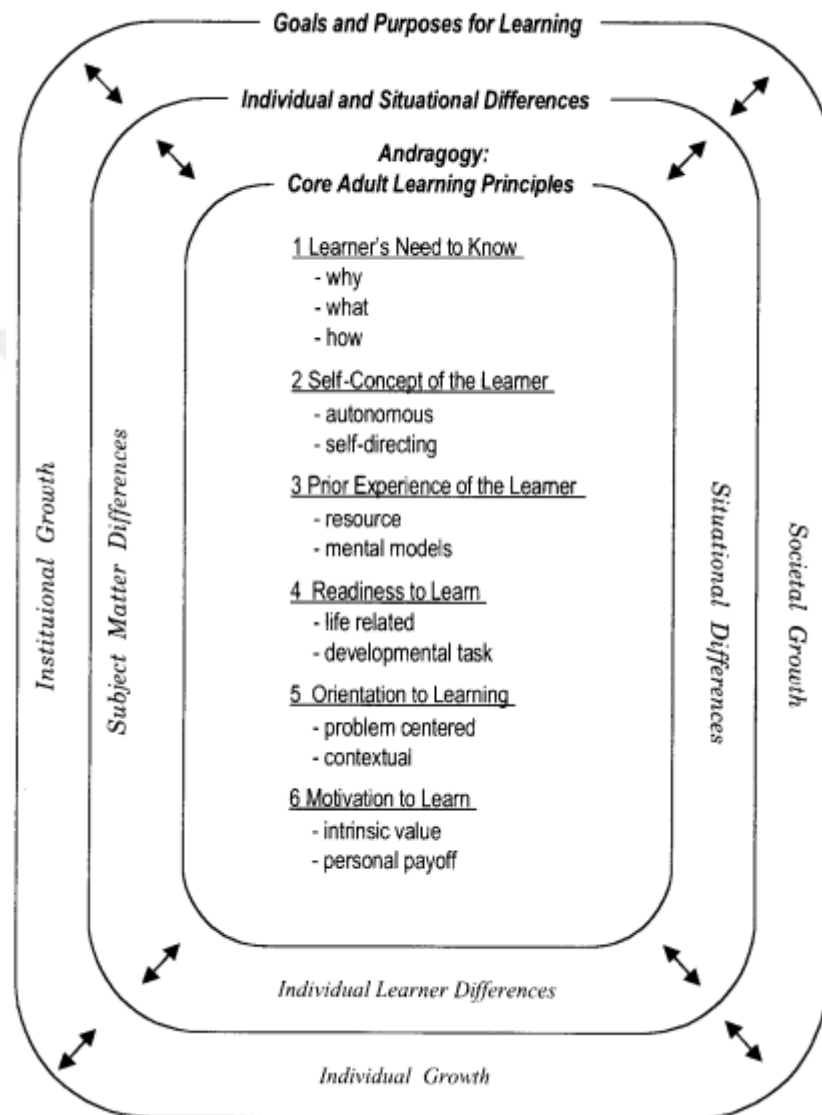 Goals and Purposes for Learning
Individual and Situational Differences
Andragogy:
Core Adult Learning Principles
1 Learner's Need to Know
- why
- what
- how
2 Self-Concept of the Learner
- autonomous
- self-directing
3 Prior Experience of the Learner
- resource
- mental models
4 Readiness to Learn
- life related
- developmental task
5 Orientation to Learning
- problem centered
- contextual
6 Motivation to Learn
- intrinsic value
- personal payoff
Instituional Growth
Subject Matter Differences
Situational Differences
Societal Growth
Individual Learner Differences
Individual Growth